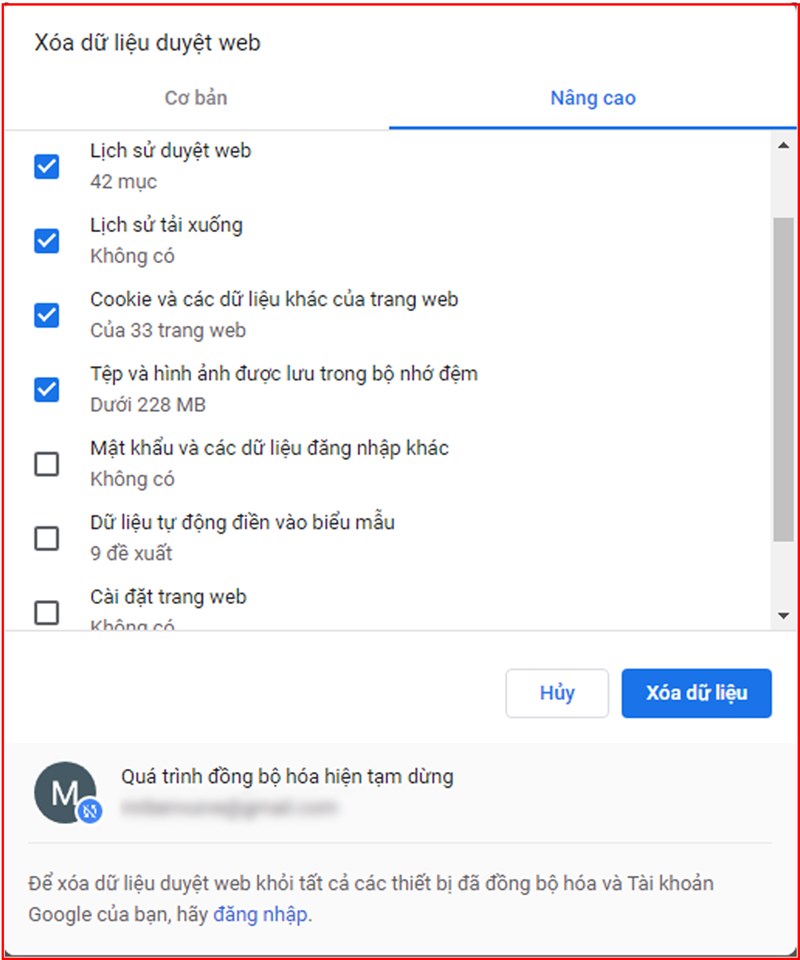 Xóa dữ liệu duyệt web
Cơ bản
Nâng cao
Lịch sử duyệt web
42 mục
Lịch sử tải xuống
Không có
Cookie và các dữ liệu khác của trang web
Của 33 trang web
Tệp và hình ảnh được lưu trong bộ nhớ đệm
Dưới 228 MB
Mật khẩu và các dữ liệu đăng nhập khác
Không có
Dữ liệu tự động điền vào biểu mẫu
9 đề xuất
Cài đặt trang web
Không có
Hủy
Xóa dữ liệu
M
Quá trình đồng bộ hóa hiện tạm dừng
Để xóa dữ liệu duyệt web khỏi tất cả các thiết bị đã đồng bộ hóa và Tài khoản
Google của bạn, hãy đăng nhập.